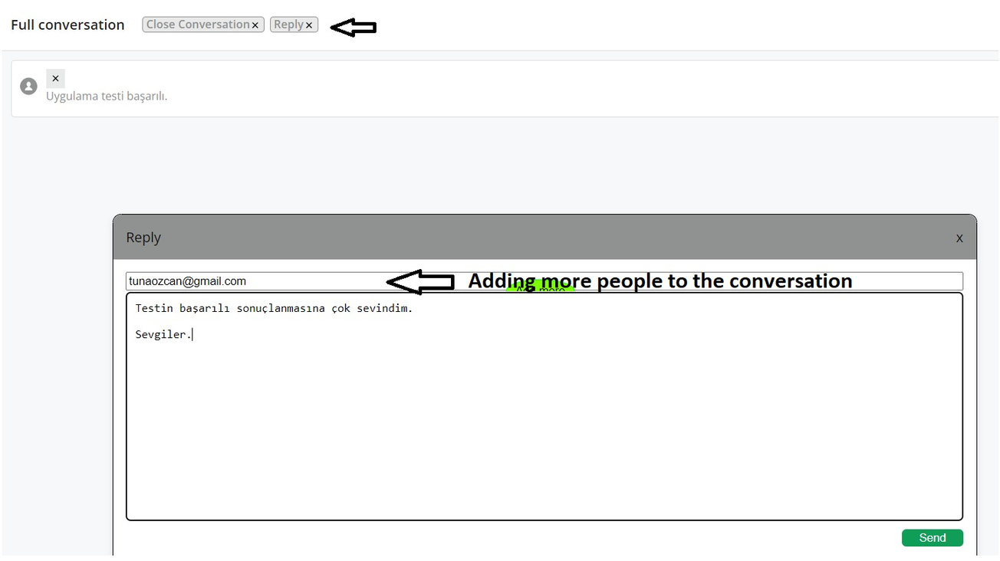 Full conversation Close Conversation× Reply×
×
Uygulama testi başarılı.
Reply x
tunaozcan@gmail.com Adding more people to the conversation
more
Testin başarılı sonuçlanmasına çok sevindim.
Sevgiler.
Send